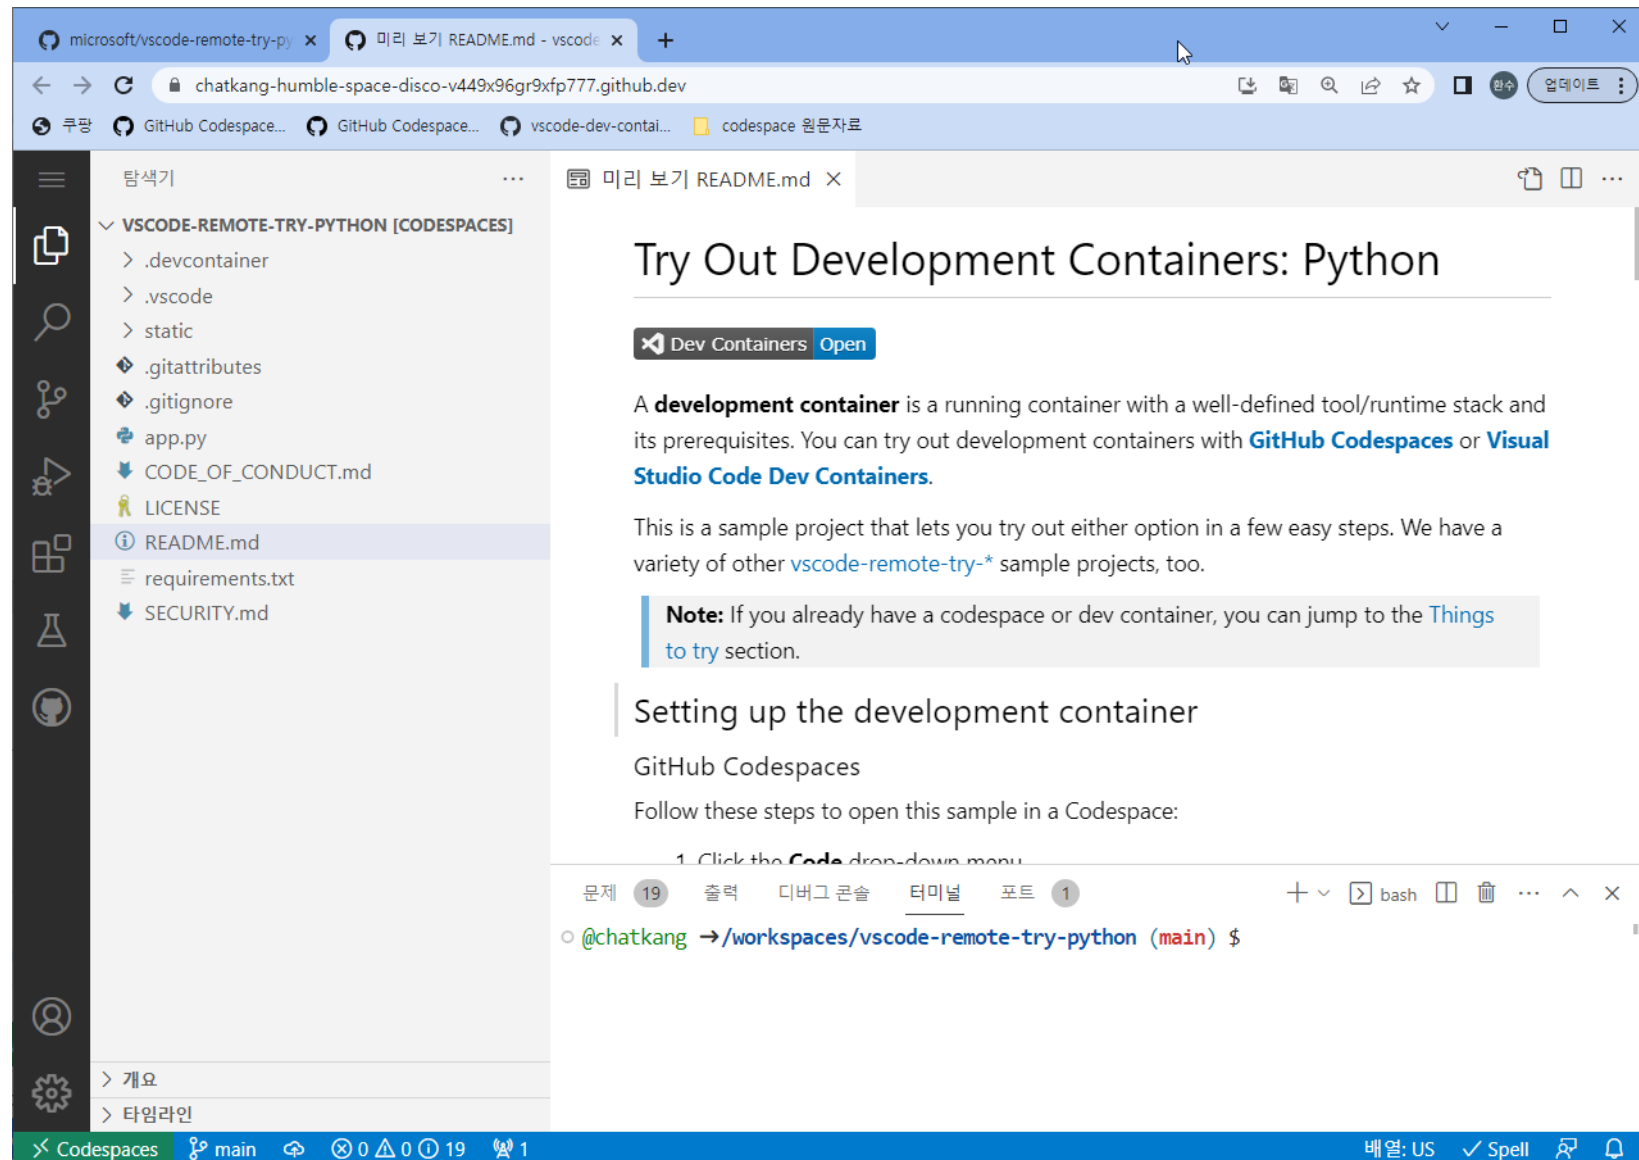 microsoft/vscode-remote-try-py
미리 보기 README.md - vscode
chatkang-humble-space-disco-v449x96gr9xfp777.github.dev
환수
업데이트
쿠팡
GitHub Codespace...
GitHub Codespace...
vscode-dev-contai...
codespace 원문자료
탐색기
VSCODE-REMOTE-TRY-PYTHON [CODESPACES]
.devcontainer
.vscode
static
.gitattributes
.gitignore
app.py
CODE_OF_CONDUCT.md
LICENSE
README.md
requirements.txt
SECURITY.md
개요
타임라인
미리 보기 README.md
Try Out Development Containers: Python
Dev Containers Open
A development container is a running container with a well-defined tool/runtime stack and
its prerequisites. You can try out development containers with GitHub Codespaces or Visual
Studio Code Dev Containers.
This is a sample project that lets you try out either option in a few easy steps. We have a
variety of other vscode-remote-try-* sample projects, too.
Note: If you already have a codespace or dev container, you can jump to the Things
to try section.
Setting up the development container
GitHub Codespaces
Follow these steps to open this sample in a Codespace:
1. Click the Code drop-down menu.
문제 19 출력 디버그 콘솔 터미널 포트 1
bash
@chatkang →/workspaces/vscode-remote-try-python (main) $
Codespaces main 0 0 19 1
배열: US Spell